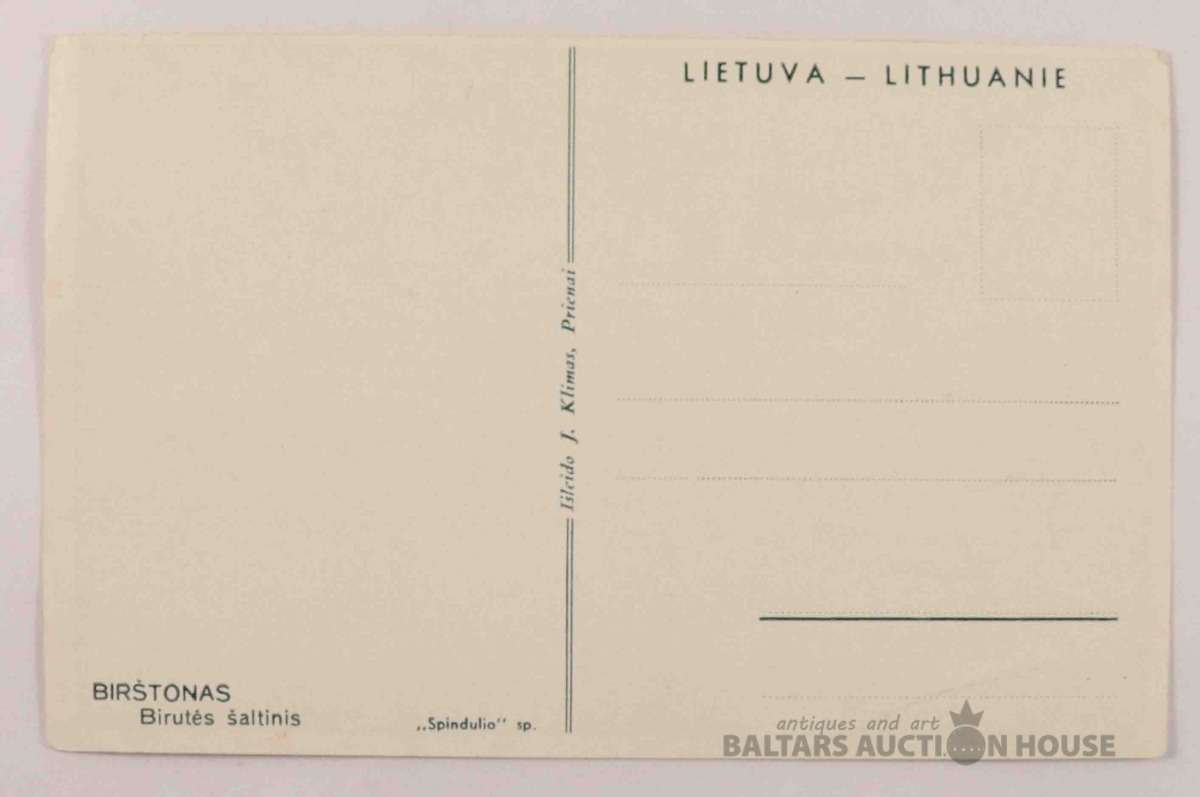 LIETUVA — LITHUANIE
Išleido J. Klimas, Prienai
BIRŠTONAS
Birutės šaltinis
„Spindulio" sp.
antiques and art
BALTARS AUCTION HOUSE